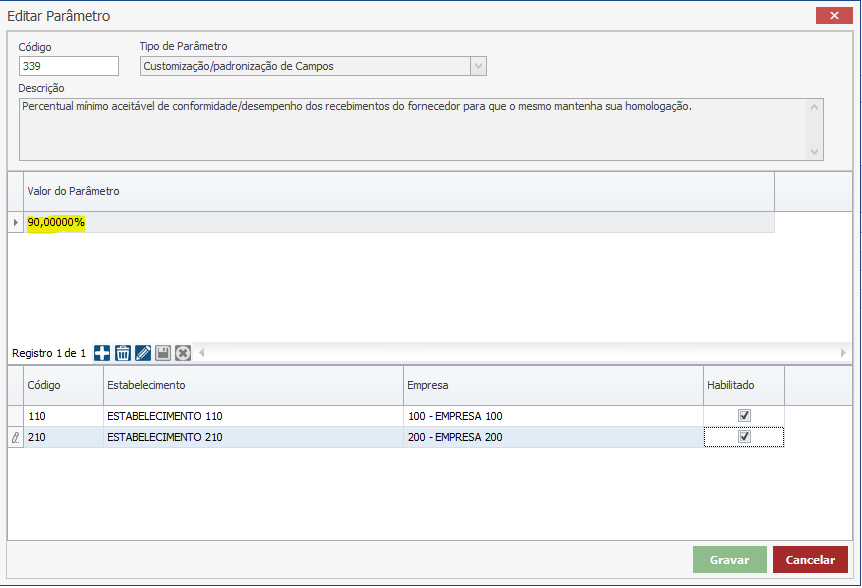 Editar Parâmetro
Código
Tipo de Parâmetro
339
Customização/padronização de Campos
Descrição
Percentual mínimo aceitável de conformidade/desempenho dos recebimentos do fornecedor para que o mesmo mantenha sua homologação.
Valor do Parâmetro
90,00000%
Registro 1 de 1
Código Estabelecimento Empresa Habilitado
110 ESTABELECIMENTO 110 100 - EMPRESA 100
210 ESTABELECIMENTO 210 200 - EMPRESA 200
Gravar Cancelar